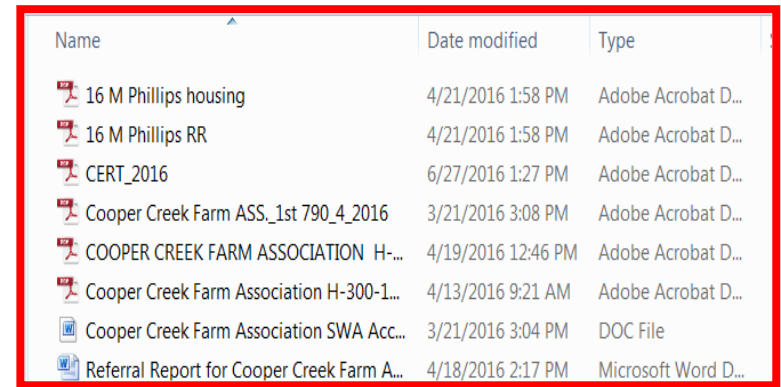 Name Date modified Type
16 M Phillips housing 4/21/2016 1:58 PM Adobe Acrobat D...
16 M Phillips RR 4/21/2016 1:58 PM Adobe Acrobat D...
CERT_2016 6/27/2016 1:27 PM Adobe Acrobat D...
Cooper Creek Farm ASS._1st 790_4_2016 3/21/2016 3:08 PM Adobe Acrobat D...
COOPER CREEK FARM ASSOCIATION H-... 4/19/2016 12:46 PM Adobe Acrobat D...
Cooper Creek Farm Association H-300-1... 4/13/2016 9:21 AM Adobe Acrobat D...
Cooper Creek Farm Association SWA Acc... 3/21/2016 3:04 PM DOC File
Referral Report for Cooper Creek Farm A... 4/18/2016 2:17 PM Microsoft Word D...